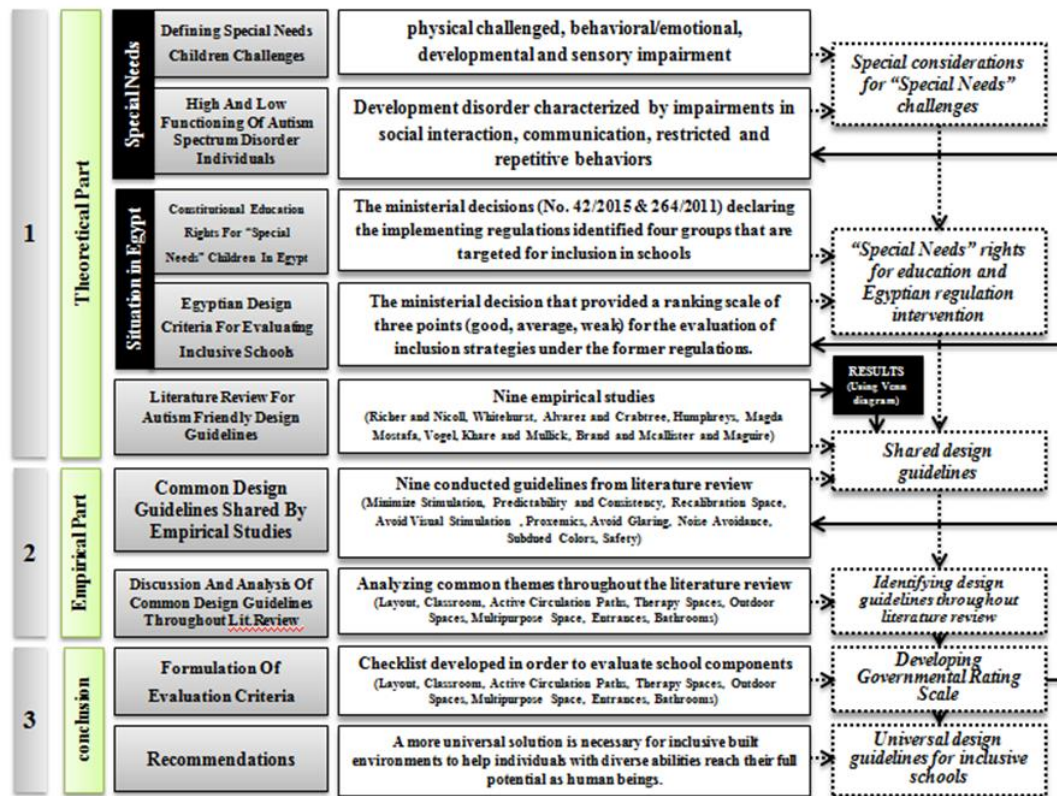 1
Theoretical Part
Special Needs
Defining Special Needs
Children Challenges
physical challenged, behavioral/emotional,
developmental and sensory impairment
Special considerations
for “Special Needs”
challenges
High And Low
Functioning Of Autism
Spectrum Disorder
Individuals
Development disorder characterized by impairments in
social interaction, communication, restricted and
repetitive behaviors
Situation in Egypt
Constitutional Education
Rights For “Special
Needs” Children In Egypt
The ministerial decisions (No. 42/2015 & 264/2011) declaring
the implementing regulations identified four groups that are
targeted for inclusion in schools
“Special Needs” rights
for education and
Egyptian regulation
intervention
Egyptian Design
Criteria For Evaluating
Inclusive Schools
The ministerial decision that provided a ranking scale of
three points (good, average, weak) for the evaluation of
inclusion strategies under the former regulations.
Literature Review For
Autism Friendly Design
Guidelines
Nine empirical studies
(Richer and Nicoll, Whitehurst, Alvarez and Crabtree, Humphreys, Magda
Mostafa, Vogel, Khare and Mullick, Brand and Mcallister and Maguire)
RESULTS
(Using Venn
diagram)
Shared design
guidelines
2
Empirical Part
Common Design
Guidelines Shared By
Empirical Studies
Nine conducted guidelines from literature review
(Minimize Stimulation, Predictability and Consistency, Recalibration Space,
Avoid Visual Stimulation , Proxemics, Avoid Glaring, Noise Avoidance,
Subdued Colors, Safety)
Discussion And Analysis Of
Common Design Guidelines
Throughout Lit.Review
Analyzing common themes throughout the literature review
(Layout, Classroom, Active Circulation Paths, Therapy Spaces, Outdoor
Spaces, Multipurpose Space, Entrances, Bathrooms)
Identifying design
guidelines throughout
literature review
3
conclusion
Formulation Of
Evaluation Criteria
Checklist developed in order to evaluate school components
(Layout, Classroom, Active Circulation Paths, Therapy Spaces, Outdoor
Spaces, Multipurpose Space, Entrances, Bathrooms)
Developing
Governmental Rating
Scale
Recommendations
A more universal solution is necessary for inclusive built
environments to help individuals with diverse abilities reach their full
potential as human beings.
Universal design
guidelines for inclusive
schools